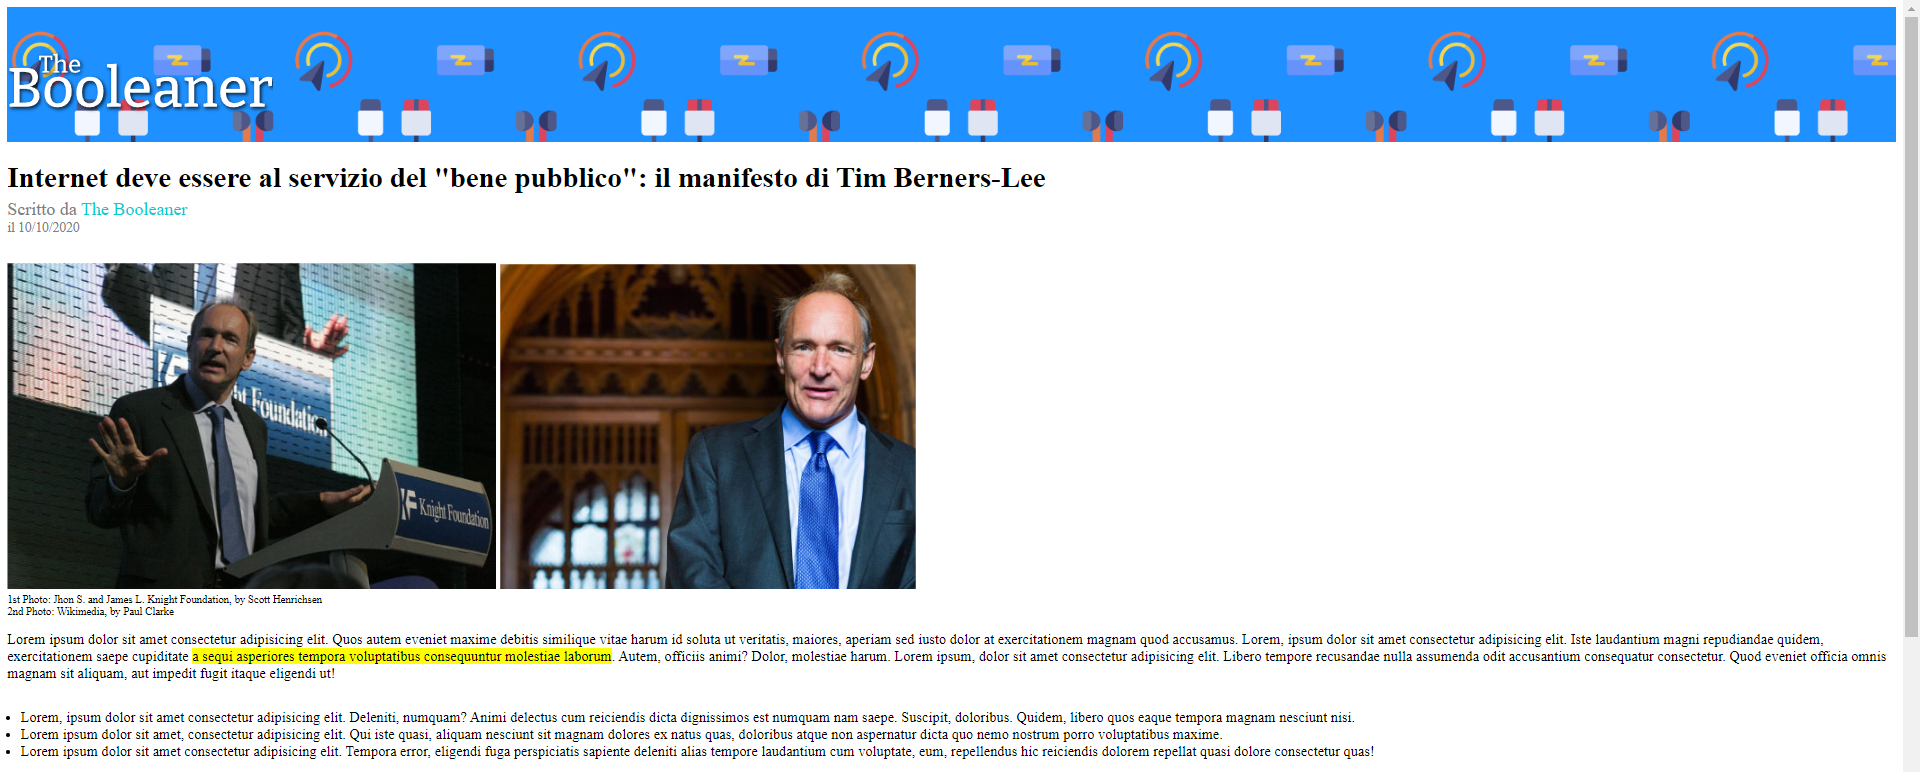 The
Booleaner
Internet deve essere al servizio del "bene pubblico": il manifesto di Tim Berners-Lee
Scritto da The Booleaner
il 10/10/2020
Knight Foundation
Knight Foundation
1st Photo: Jhon S. and James L. Knight Foundation, by Scott Henrichsen
2nd Photo: Wikimedia, by Paul Clarke
Lorem ipsum dolor sit amet consectetur adipisicing elit. Quos autem eveniet maxime debitis similique vitae harum id soluta ut veritatis, maiores, aperiam sed iusto dolor at exercitationem magnam quod accusamus. Lorem, ipsum dolor sit amet consectetur adipisicing elit. Iste laudantium magni repudiandae quidem,
exercitationem saepe cupiditate a sequi asperiores tempora voluptatibus consequuntur molestiae laborum. Autem, officiis animi? Dolor, molestiae harum. Lorem ipsum, dolor sit amet consectetur adipisicing elit. Libero tempore recusandae nulla assumenda odit accusantium consequatur consectetur. Quod eveniet officia omnis
magnam sit aliquam, aut impedit fugit itaque eligendi ut!
• Lorem, ipsum dolor sit amet consectetur adipisicing elit. Deleniti, numquam? Animi delectus cum reiciendis dicta dignissimos est numquam nam saepe. Suscipit, doloribus. Quidem, libero quos eaque tempora magnam nesciunt nisi.
• Lorem ipsum dolor sit amet, consectetur adipisicing elit. Qui iste quasi, aliquam nesciunt sit magnam dolores ex natus quas, doloribus atque non aspernatur dicta quo nemo nostrum porro voluptatibus maxime.
• Lorem ipsum dolor sit amet consectetur adipisicing elit. Tempora error, eligendi fuga perspiciatis sapiente deleniti alias tempore laudantium cum voluptate, eum, repellendus hic reiciendis dolorem repellat quasi dolore consectetur quas!